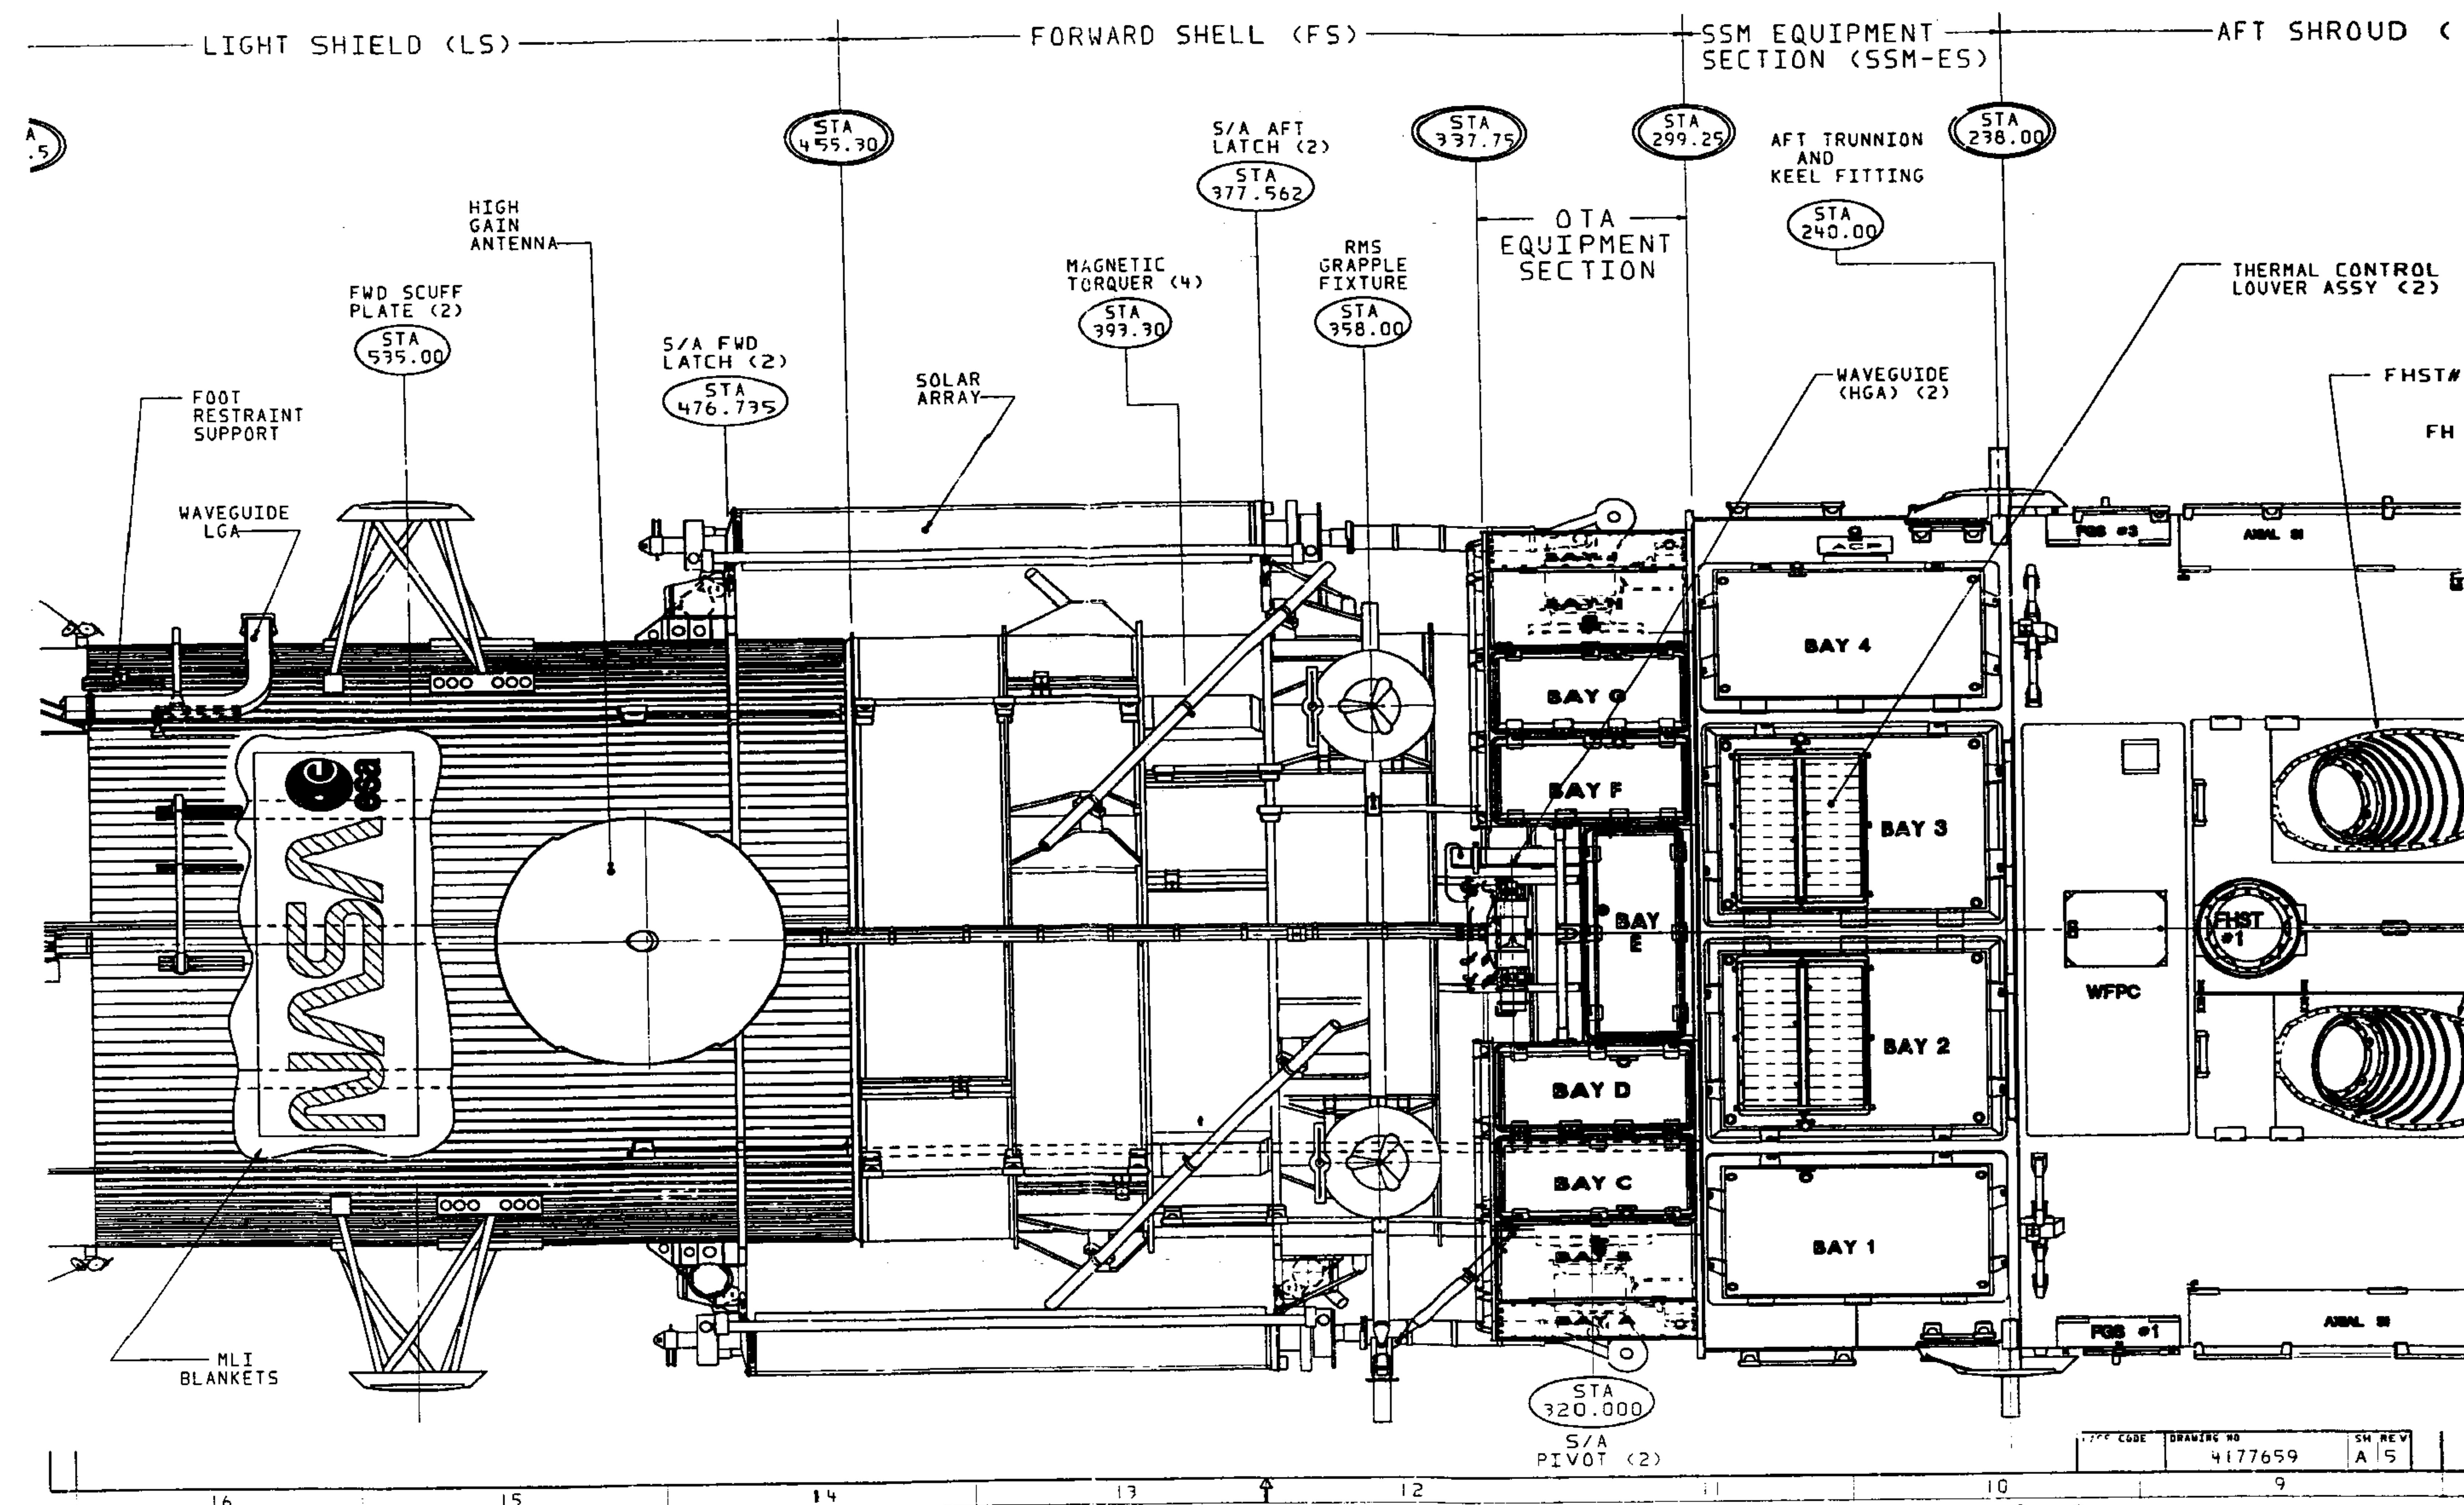 LIGHT SHIELD (LS)
FORWARD SHELL (FS)
SSM EQUIPMENT
SECTION (SSM-ES)
AFT SHROUD (
A
.5
STA
455.30
S/A AFT
LATCH (2)
STA
377.562
STA
337.75
STA
299.25
AFT TRUNNION
AND
KEEL FITTING
STA
240.00
STA
238.00
HIGH
GAIN
ANTENNA
OTA
EQUIPMENT
SECTION
RMS
GRAPPLE
FIXTURE
STA
358.00
MAGNETIC
TORQUER (4)
STA
393.30
THERMAL CONTROL
LOUVER ASSY (2)
FWD SCUFF
PLATE (2)
STA
535.00
S/A FWD
LATCH (2)
STA
476.735
SOLAR
ARRAY
WAVEGUIDE
(HGA) (2)
FHST#
FH
FOOT
RESTRAINT
SUPPORT
WAVEGUIDE
LGA
BAY J
BAY H
BAY G
BAY F
BAY
E
BAY D
BAY C
BAY B
BAY A
ACP
BAY 4
BAY 3
BAY 2
BAY 1
FGS #3
AXIAL SI
esa
NASA
FHST
#1
WFPC
FGS #1
AXIAL SI
MLI
BLANKETS
STA
320.000
S/A
PIVOT (2)
CODE
DRAWING NO
4177659
SH
A
REV
5
16
15
14
13
12
11
10
9